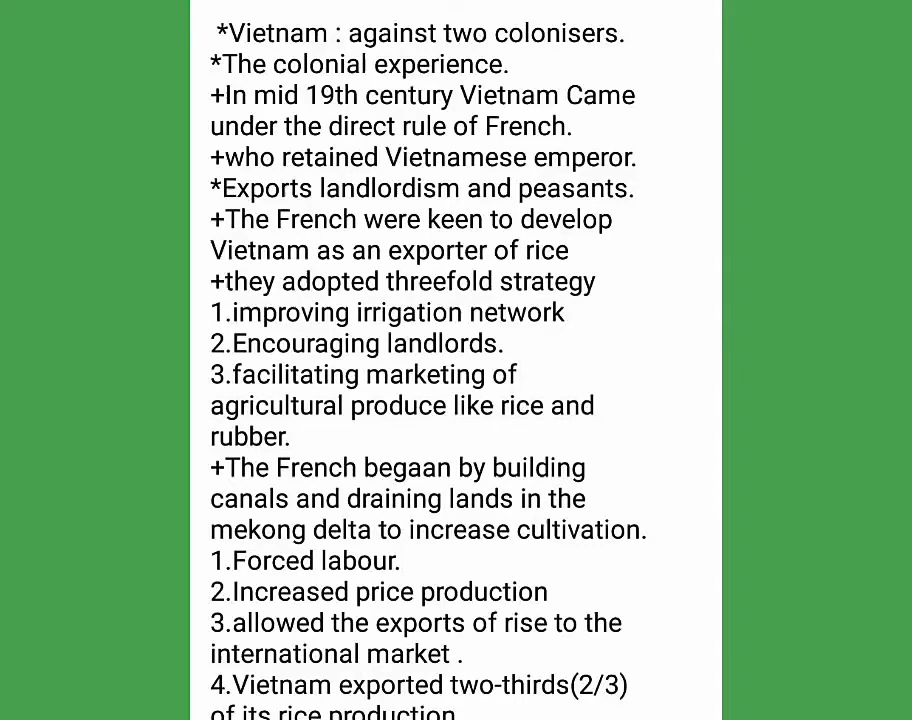 *Vietnam : against two colonisers.
*The colonial experience.
+In mid 19th century Vietnam Came
under the direct rule of French.
+who retained Vietnamese emperor.
*Exports landlordism and peasants.
+The French were keen to develop
Vietnam as an exporter of rice
+they adopted threefold strategy
1.improving irrigation network
2.Encouraging landlords.
3.facilitating marketing of
agricultural produce like rice and
rubber.
+The French begaan by building
canals and draining lands in the
mekong delta to increase cultivation.
1.Forced labour.
2.Increased price production
3.allowed the exports of rise to the
international market .
4.Vietnam exported two-thirds(2/3)
of its rice production